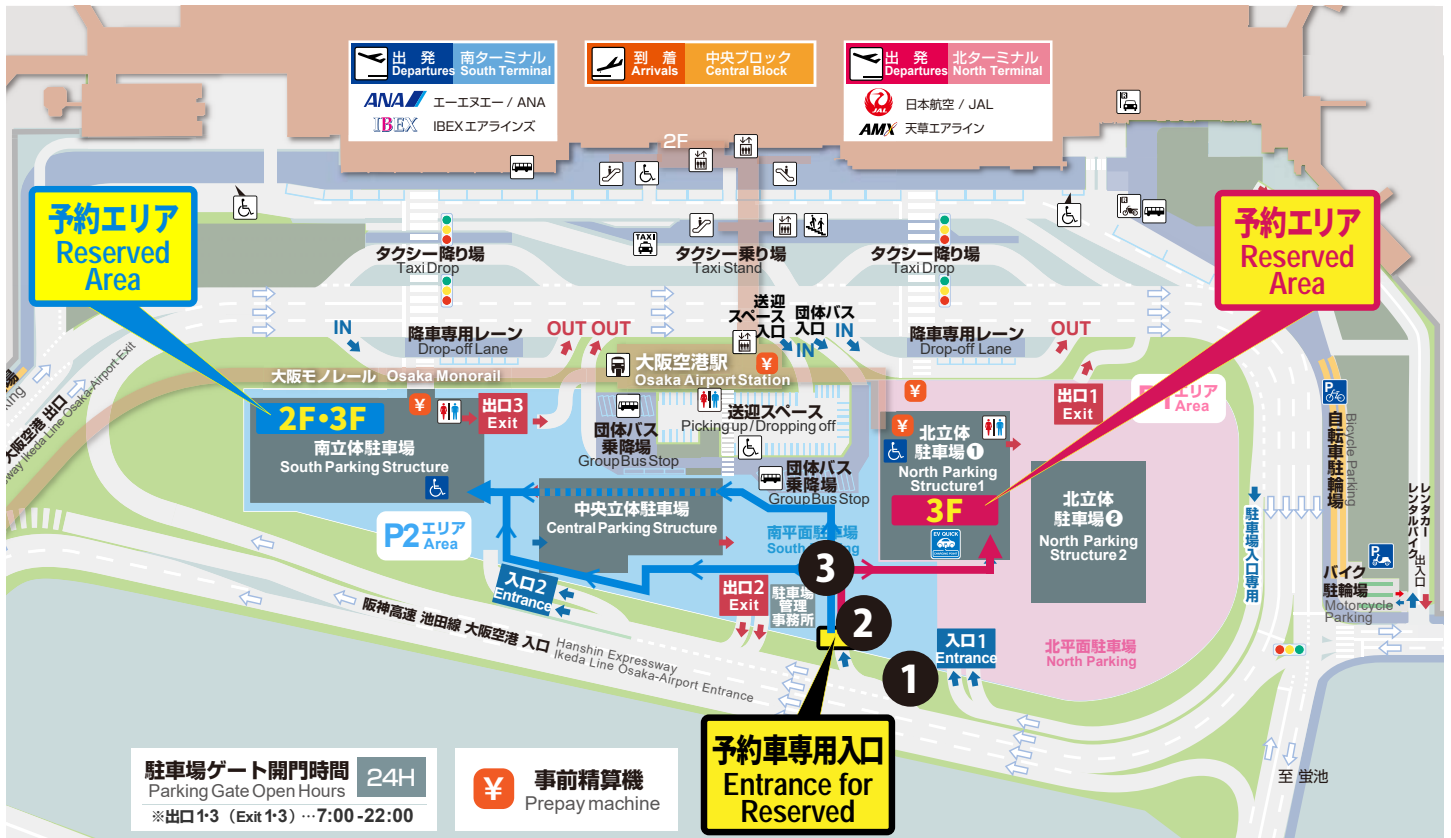 出 発
Departures
南ターミナル
South Terminal
ANA
エーエヌエー / ANA
IBEX
IBEXエアラインズ
到 着
Arrivals
中央ブロック
Central Block
出 発
Departures
北ターミナル
North Terminal
JAL
日本航空 / JAL
AMX
天草エアライン
2F
予約エリア
Reserved
Area
予約エリア
Reserved
Area
TAXI
タクシー降り場
Taxi Drop
タクシー乗り場
Taxi Stand
タクシー降り場
Taxi Drop
IN
降車専用レーン
Drop-off Lane
OUT
OUT
送迎
スペース
入口
IN
団体バス
入口
IN
降車専用レーン
Drop-off Lane
OUT
大阪モノレール Osaka Monorail
大阪空港駅
Osaka Airport Station
¥
¥
¥
¥
2F・3F
南立体駐車場
South Parking Structure
出口3
Exit
団体バス
乗降場
Group Bus Stop
送迎スペース
Picking up/Dropping off
団体バス
乗降場
Group Bus Stop
北立体
駐車場❶
North Parking
Structure1
3F
EV QUICK
出口1
Exit
エリア
Area
北立体
駐車場❷
North Parking
Structure 2
P2 エリア
Area
中央立体駐車場
Central Parking Structure
南平面駐車場
入口2
Entrance
出口2
Exit
駐車場
管理
事務所
3
2
1
入口1
Entrance
北平面駐車場
North Parking
駐車場入口専用
P
自転車駐輪場
Bicycle Parking
レンタカー
レンタルバイク
出入口
P
バイク
駐輪場
Motorcycle
Parking
大阪空港 出口
Ikeda Line Osaka-Airport Exit
阪神高速 池田線 大阪空港 入口
Hanshin Expressway
Ikeda Line Osaka-Airport Entrance
予約車専用入口
Entrance for
Reserved
至 蛍池
駐車場ゲート開門時間
Parking Gate Open Hours
24H
※出口1・3（Exit 1・3）…7:00 -22:00
¥
事前精算機
Prepay machine